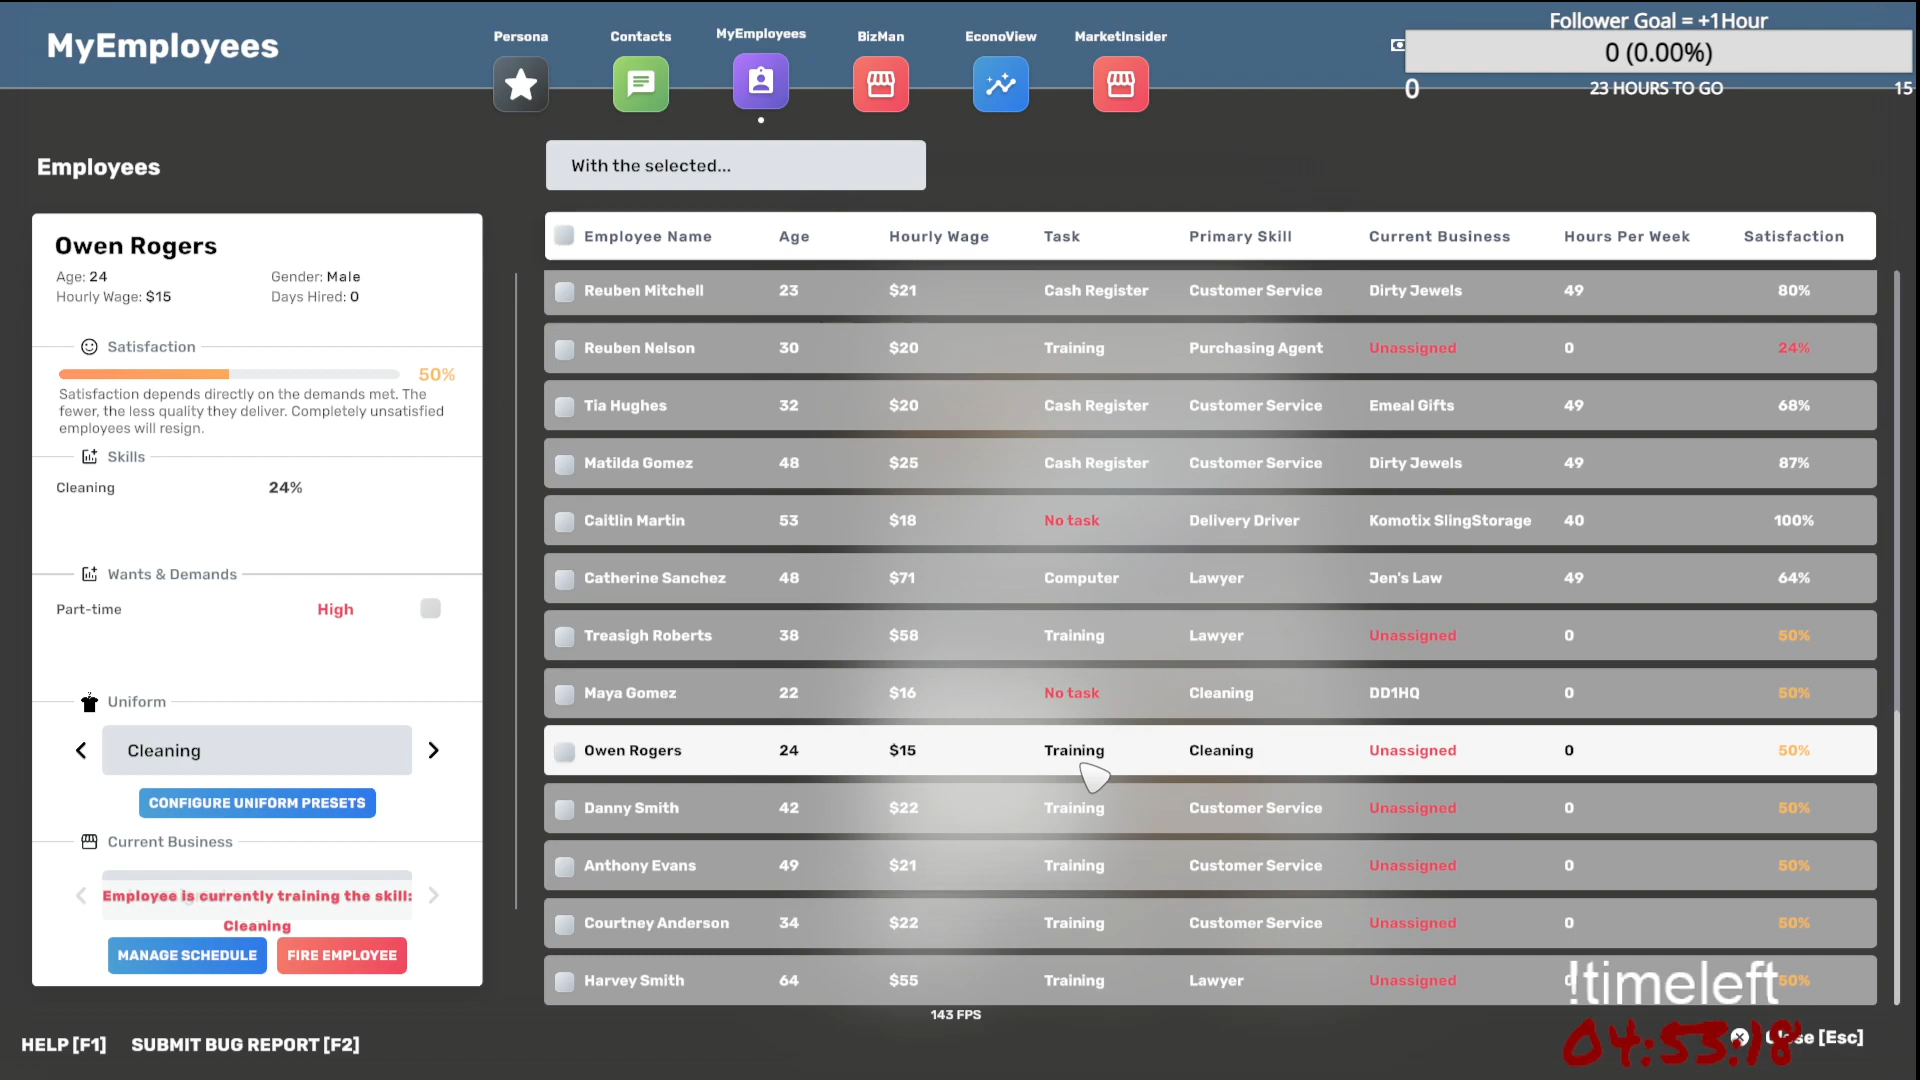 MyEmployees
Persona
Contacts
MyEmployees
BizMan
EconoView
MarketInsider
Follower Goal = +1Hour
0 (0.00%)
0
23 HOURS TO GO
15
Employees
With the selected...
Owen Rogers
Age: 24
Gender: Male
Hourly Wage: $15
Days Hired: 0
Satisfaction
50%
Satisfaction depends directly on the demands met. The
fewer, the less quality they deliver. Completely unsatisfied
employees will resign.
Skills
Cleaning 24%
Wants & Demands
Part-time High
Uniform
Cleaning
CONFIGURE UNIFORM PRESETS
Current Business
Employee is currently training the skill:
Cleaning
MANAGE SCHEDULE
FIRE EMPLOYEE
Employee Name Age Hourly Wage Task Primary Skill Current Business Hours Per Week Satisfaction
Reuben Mitchell 23 $21 Cash Register Customer Service Dirty Jewels 49 80%
Reuben Nelson 30 $20 Training Purchasing Agent Unassigned 0 24%
Tia Hughes 32 $20 Cash Register Customer Service Emeal Gifts 49 68%
Matilda Gomez 48 $25 Cash Register Customer Service Dirty Jewels 49 87%
Caitlin Martin 53 $18 No task Delivery Driver Komotix SlingStorage 40 100%
Catherine Sanchez 48 $71 Computer Lawyer Jen's Law 49 64%
Treasigh Roberts 38 $58 Training Lawyer Unassigned 0 50%
Maya Gomez 22 $16 No task Cleaning DD1HQ 0 50%
Owen Rogers 24 $15 Training Cleaning Unassigned 0 50%
Danny Smith 42 $22 Training Customer Service Unassigned 0 50%
Anthony Evans 49 $21 Training Customer Service Unassigned 0 50%
Courtney Anderson 34 $22 Training Customer Service Unassigned 0 50%
Harvey Smith 64 $55 Training Lawyer Unassigned 0 50%
!timeleft
04:53:18
143 FPS
HELP [F1]
SUBMIT BUG REPORT [F2]
Close [Esc]